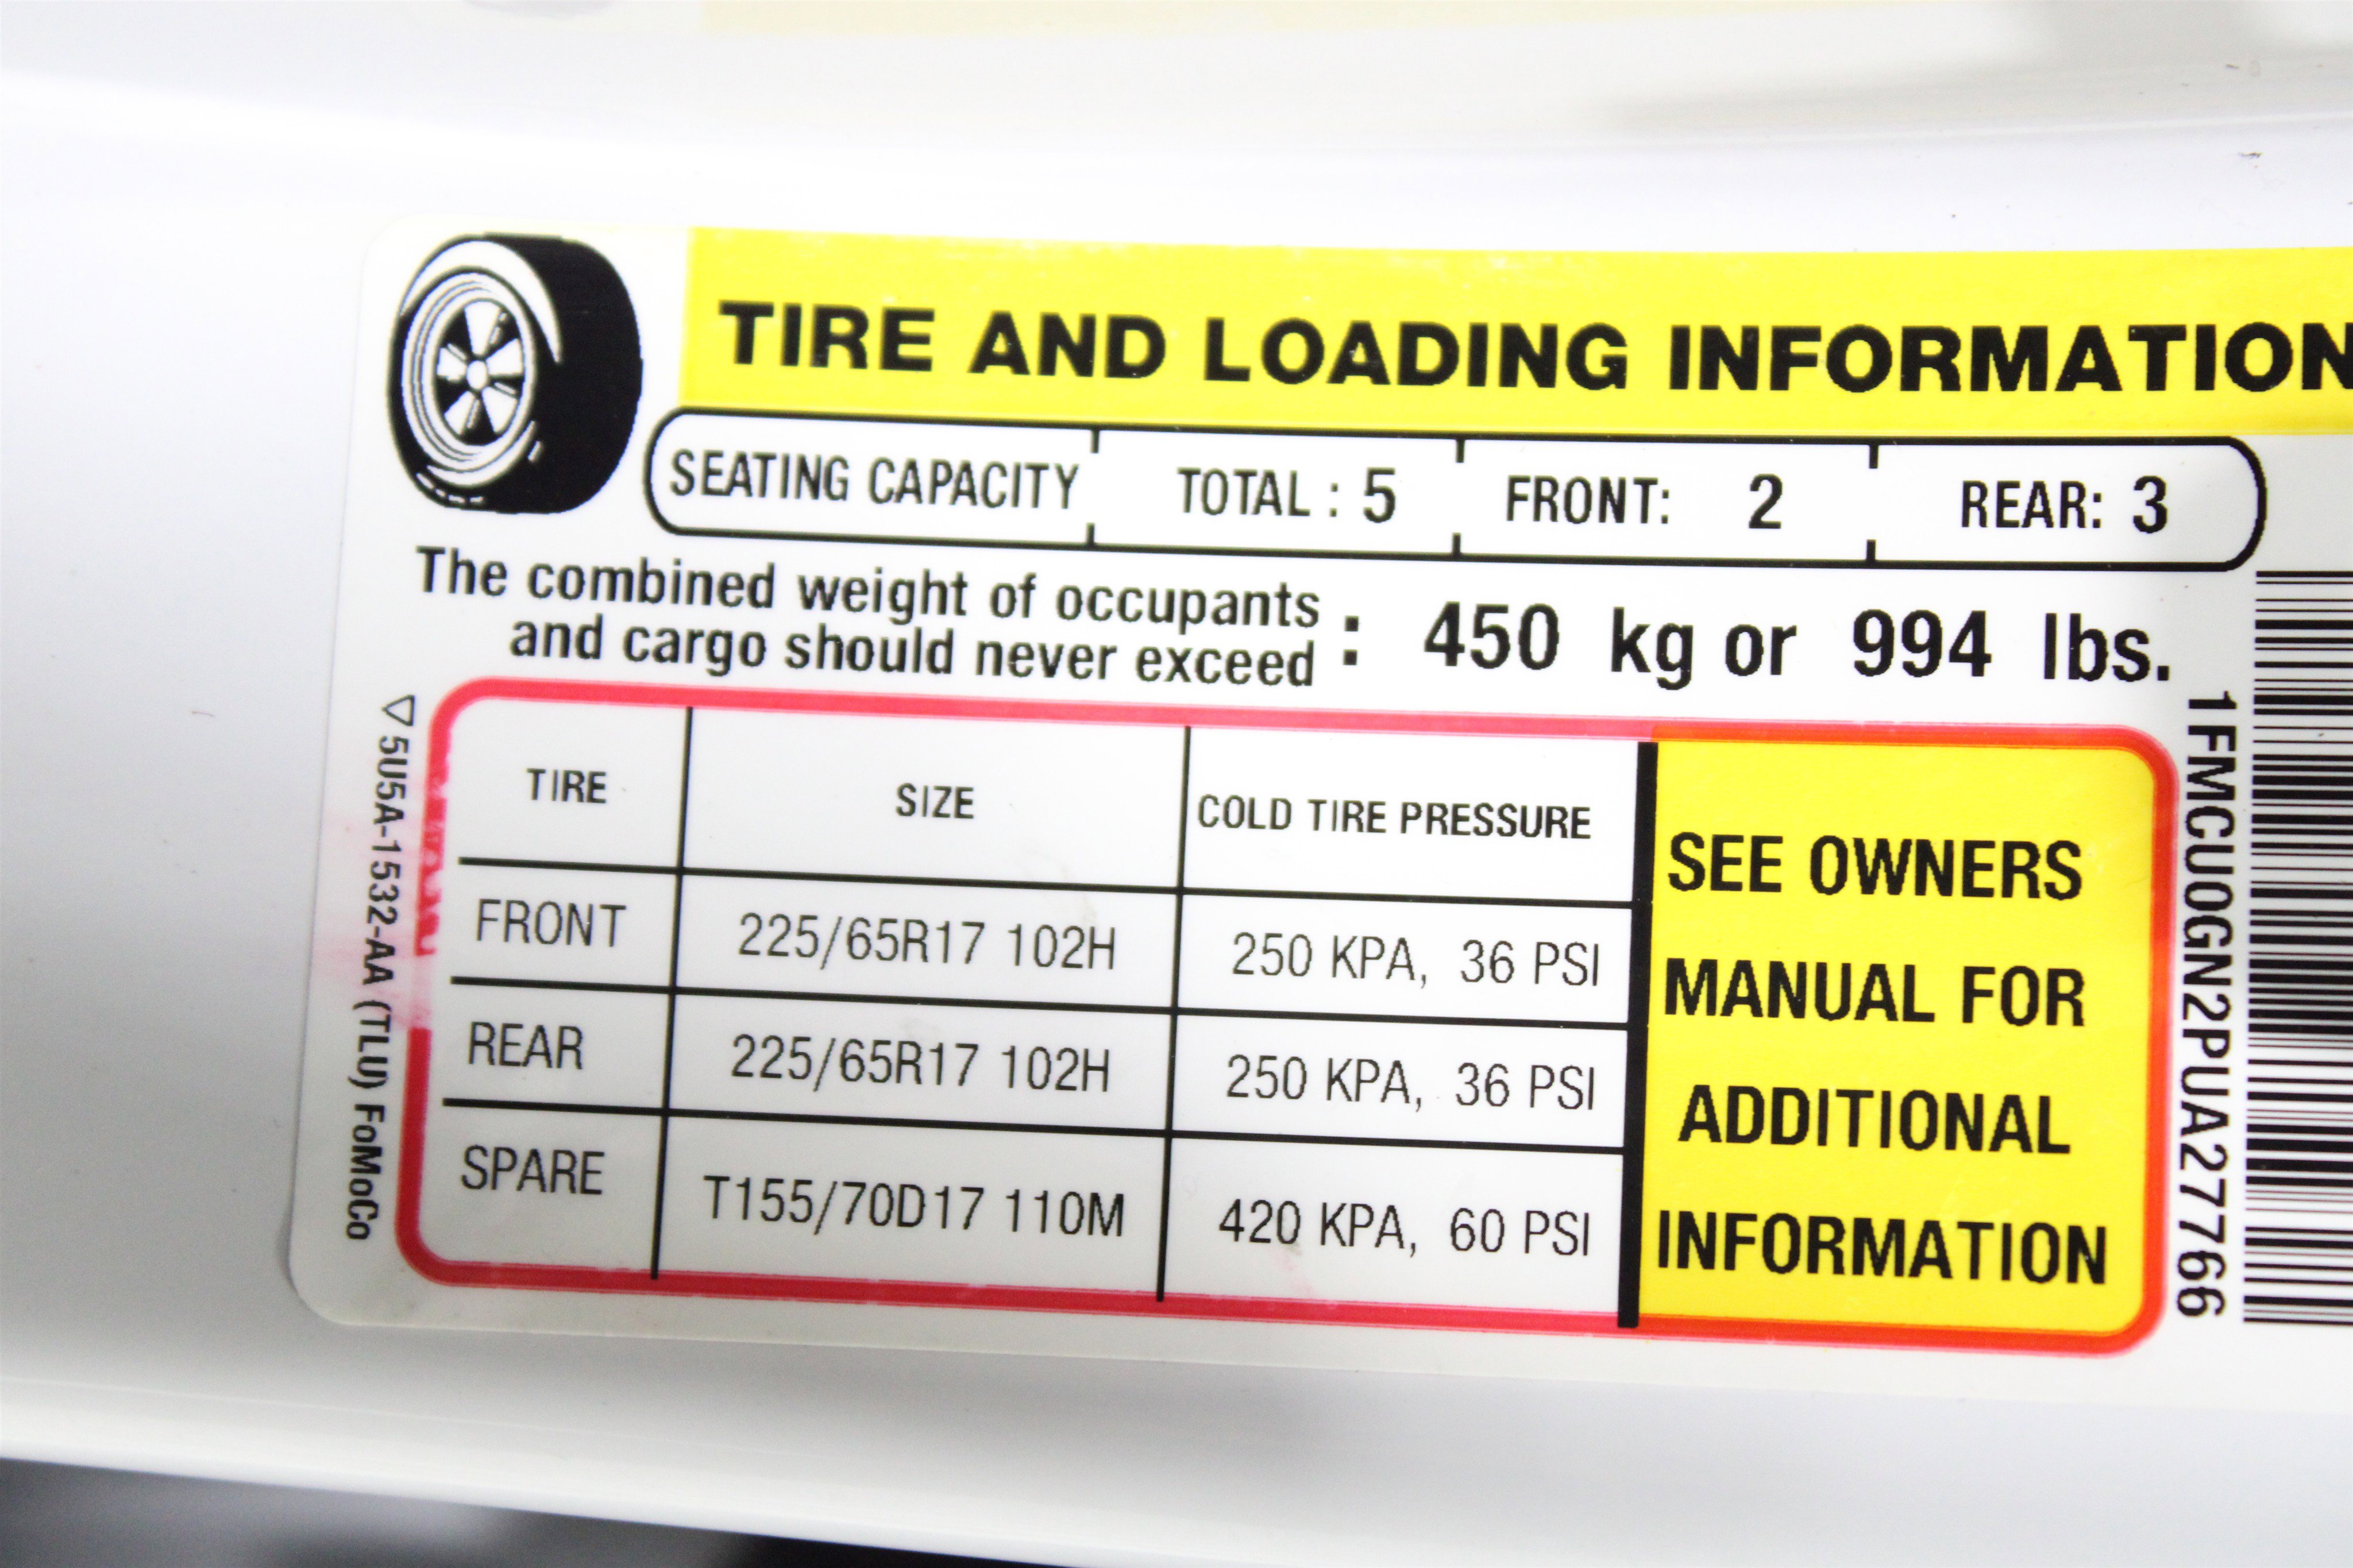 TIRE AND LOADING INFORMATION
SEATING CAPACITY TOTAL : 5 FRONT: 2 REAR: 3
The combined weight of occupants
and cargo should never exceed : 450 kg or 994 lbs.
TIRE SIZE COLD TIRE PRESSURE
FRONT 225/65R17 102H 250 KPA, 36 PSI
REAR 225/65R17 102H 250 KPA, 36 PSI
SPARE T155/70D17 110M 420 KPA, 60 PSI
SEE OWNERS
MANUAL FOR
ADDITIONAL
INFORMATION
5U5A-1532-AA (TLU) FoMoCo
1FMCU0GN2PUA27766